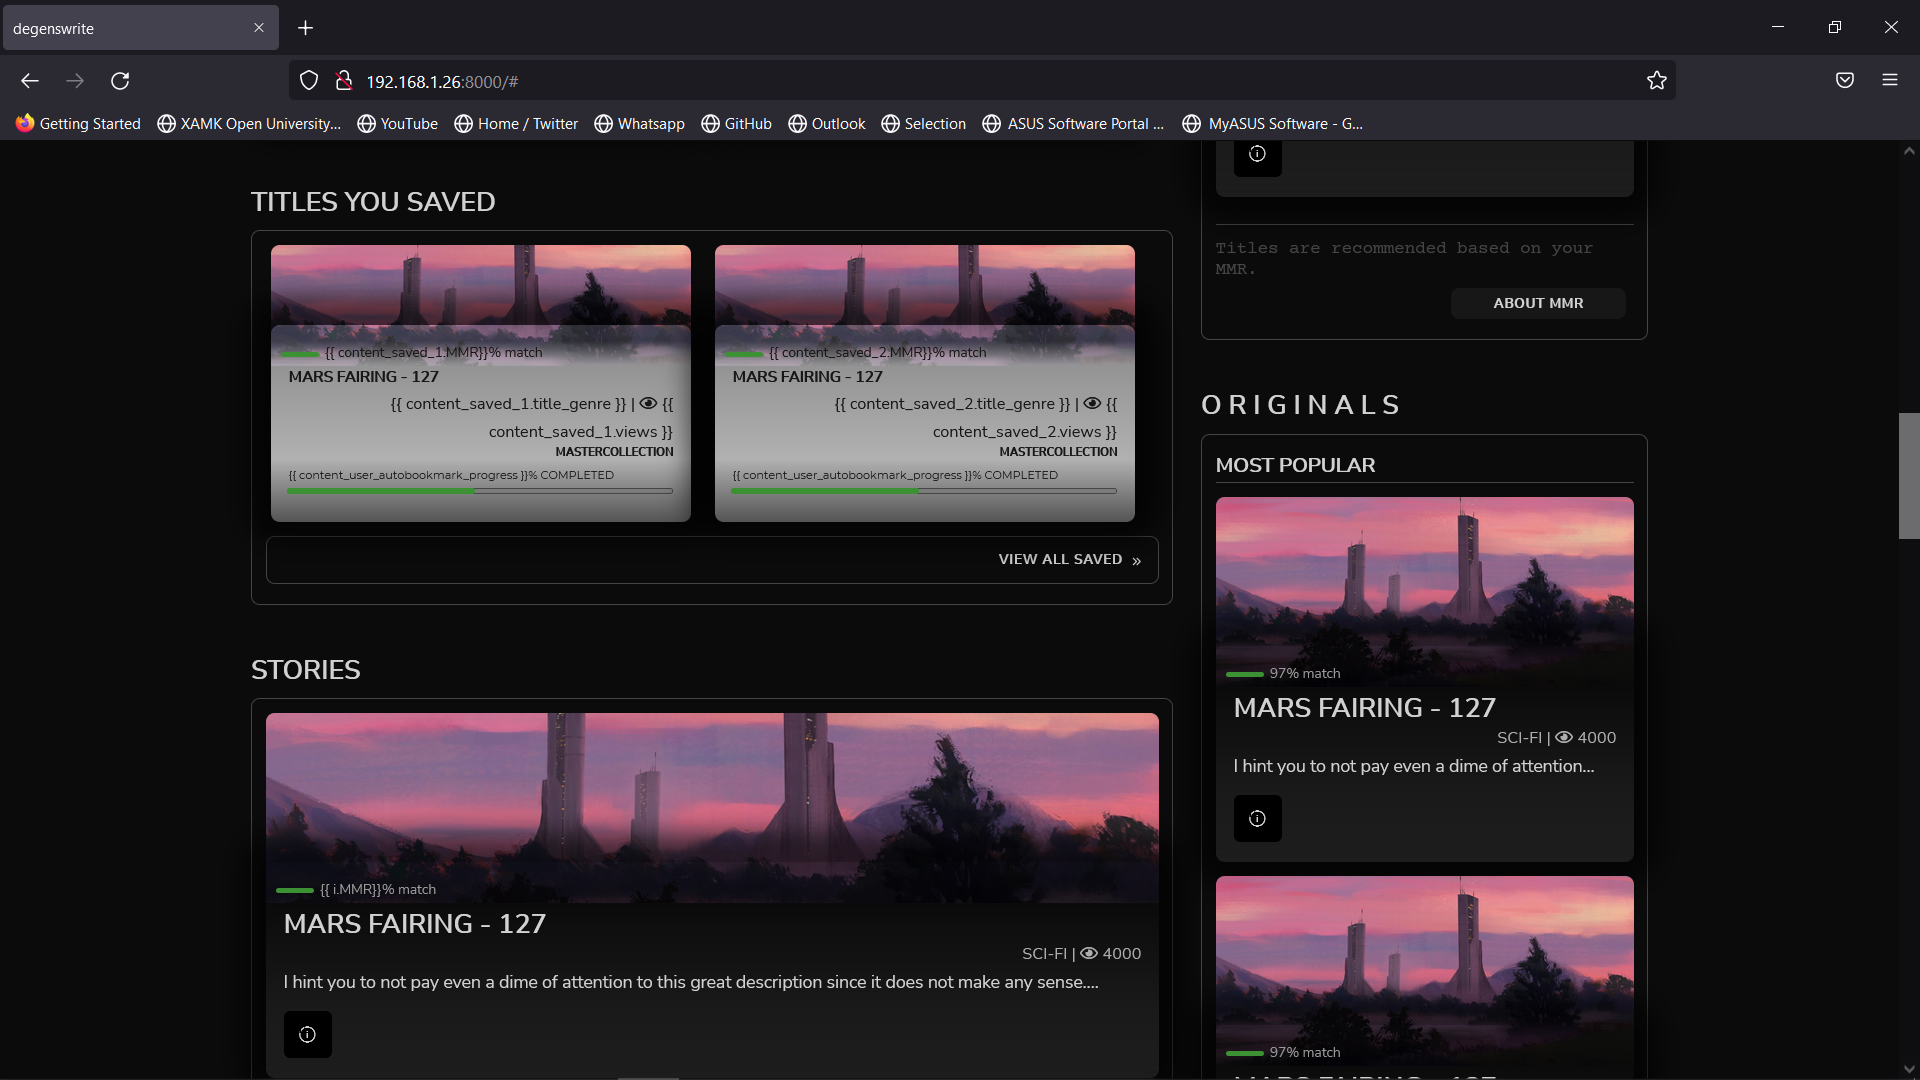 degenswrite
192.168.1.26:8000/#
Getting Started
XAMK Open University...
YouTube
Home / Twitter
Whatsapp
GitHub
Outlook
Selection
ASUS Software Portal ...
MyASUS Software - G...
TITLES YOU SAVED
{{ content_saved_1.MMR}}% match
MARS FAIRING - 127
{{ content_saved_1.title_genre }} | {{
content_saved_1.views }}
MASTERCOLLECTION
{{ content_user_autobookmark_progress }}% COMPLETED
{{ content_saved_2.MMR}}% match
MARS FAIRING - 127
{{ content_saved_2.title_genre }} | {{
content_saved_2.views }}
MASTERCOLLECTION
{{ content_user_autobookmark_progress }}% COMPLETED
VIEW ALL SAVED »
STORIES
{{ i.MMR}}% match
MARS FAIRING - 127
SCI-FI | 4000
I hint you to not pay even a dime of attention to this great description since it does not make any sense....
Titles are recommended based on your
MMR.
ABOUT MMR
ORIGINALS
MOST POPULAR
97% match
MARS FAIRING - 127
SCI-FI | 4000
I hint you to not pay even a dime of attention...
97% match